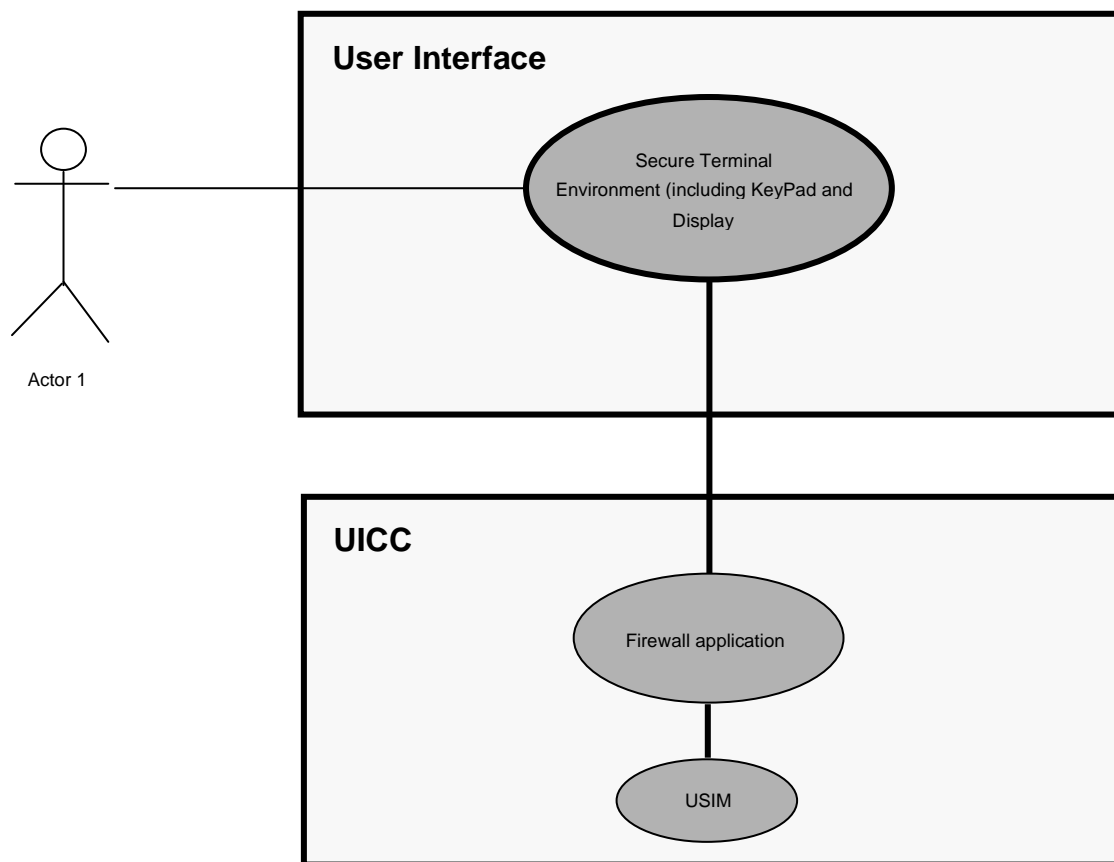 User Interface
Secure Terminal
Environment (including KeyPad and
Display
Actor 1
UICC
Firewall application
USIM